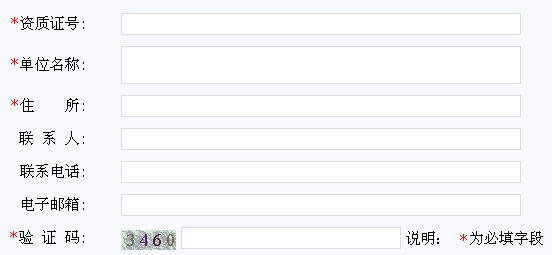 *资质证号:
*单位名称:
*住 所:
联 系 人:
联系电话:
电子邮箱:
*验 证 码: 3460 说明: *为必填字段